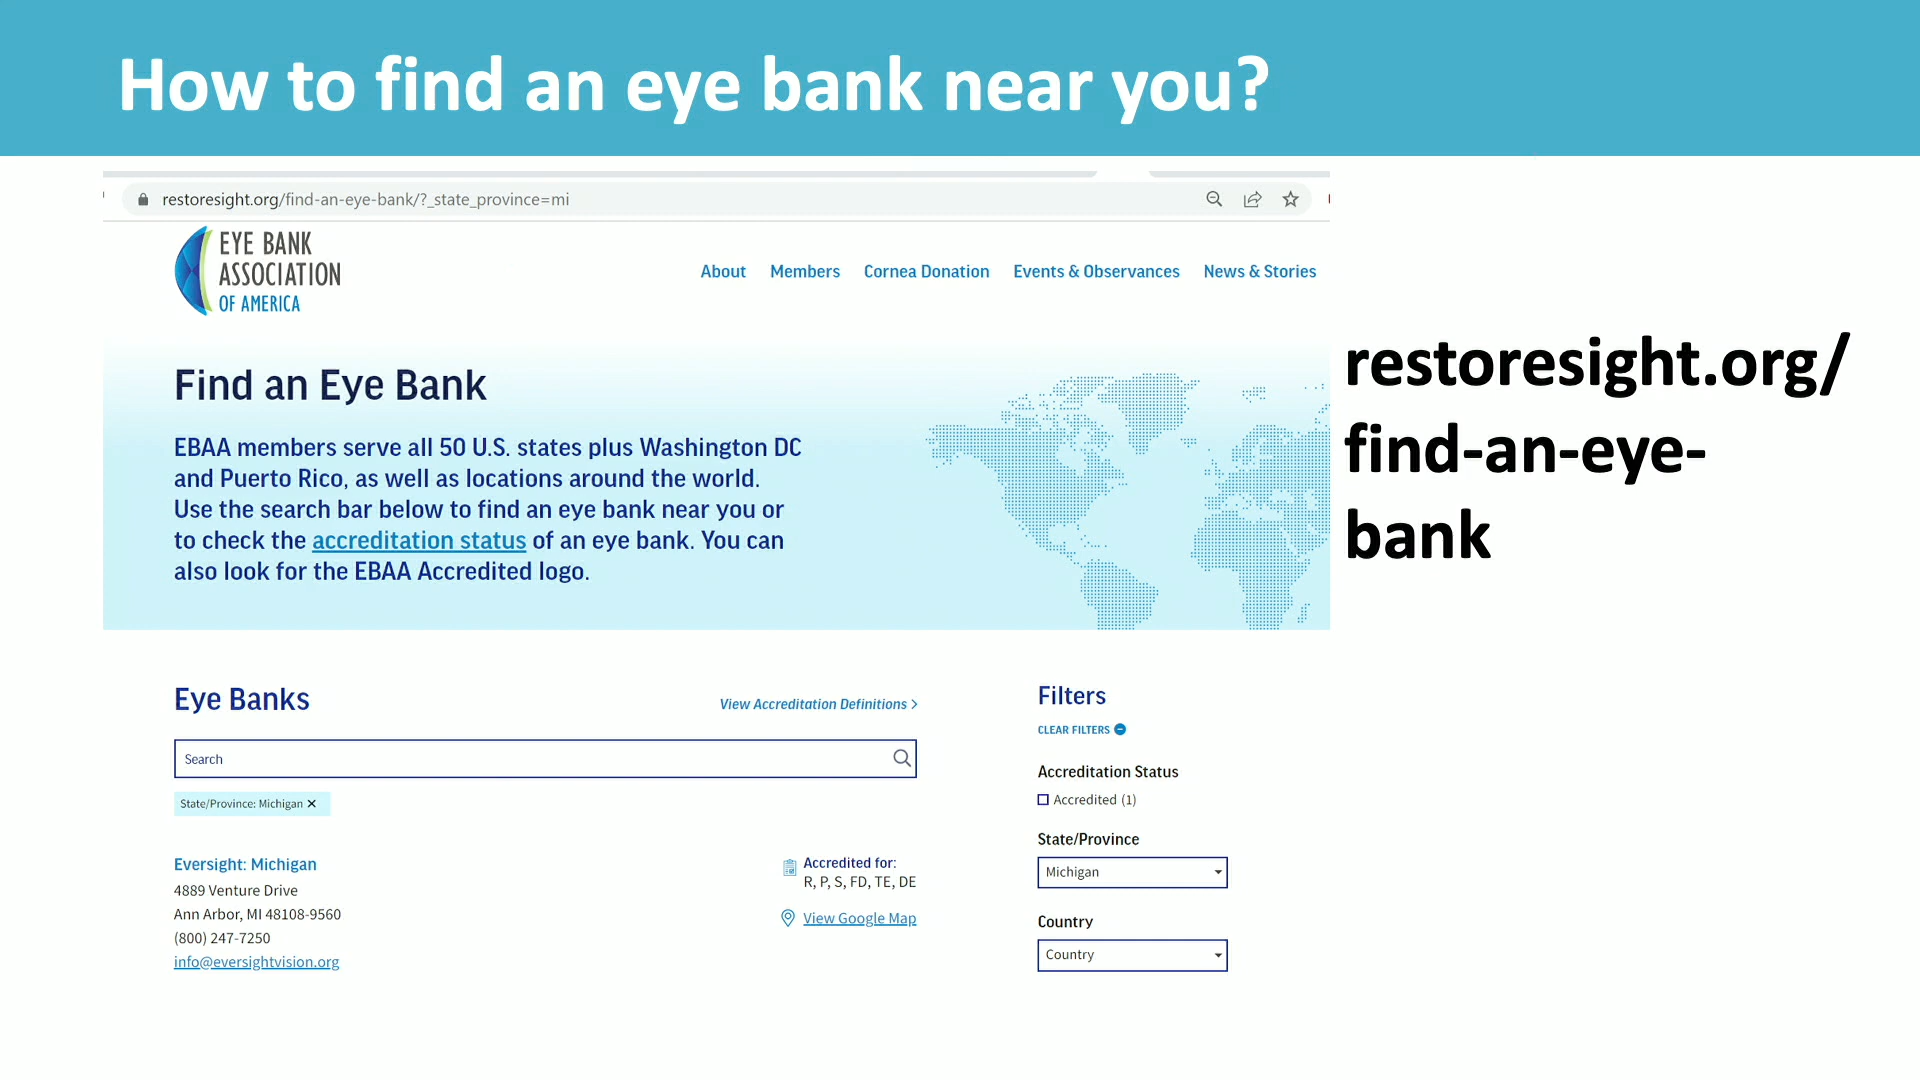 How to find an eye bank near you?
restoresight.org/find-an-eye-bank/?_state_province=mi
EYE BANK
ASSOCIATION
OF AMERICA
About Members Cornea Donation Events & Observances News & Stories
Find an Eye Bank
EBAA members serve all 50 U.S. states plus Washington DC
and Puerto Rico, as well as locations around the world.
Use the search bar below to find an eye bank near you or
to check the accreditation status of an eye bank. You can
also look for the EBAA Accredited logo.
restoresight.org/
find-an-eye-
bank
Eye Banks
View Accreditation Definitions >
Search
State/Province: Michigan ✕
Eversight: Michigan
4889 Venture Drive
Ann Arbor, MI 48108-9560
(800) 247-7250
info@eversightvision.org
Accredited for:
R, P, S, FD, TE, DE
View Google Map
Filters
CLEAR FILTERS
Accreditation Status
Accredited (1)
State/Province
Michigan
Country
Country